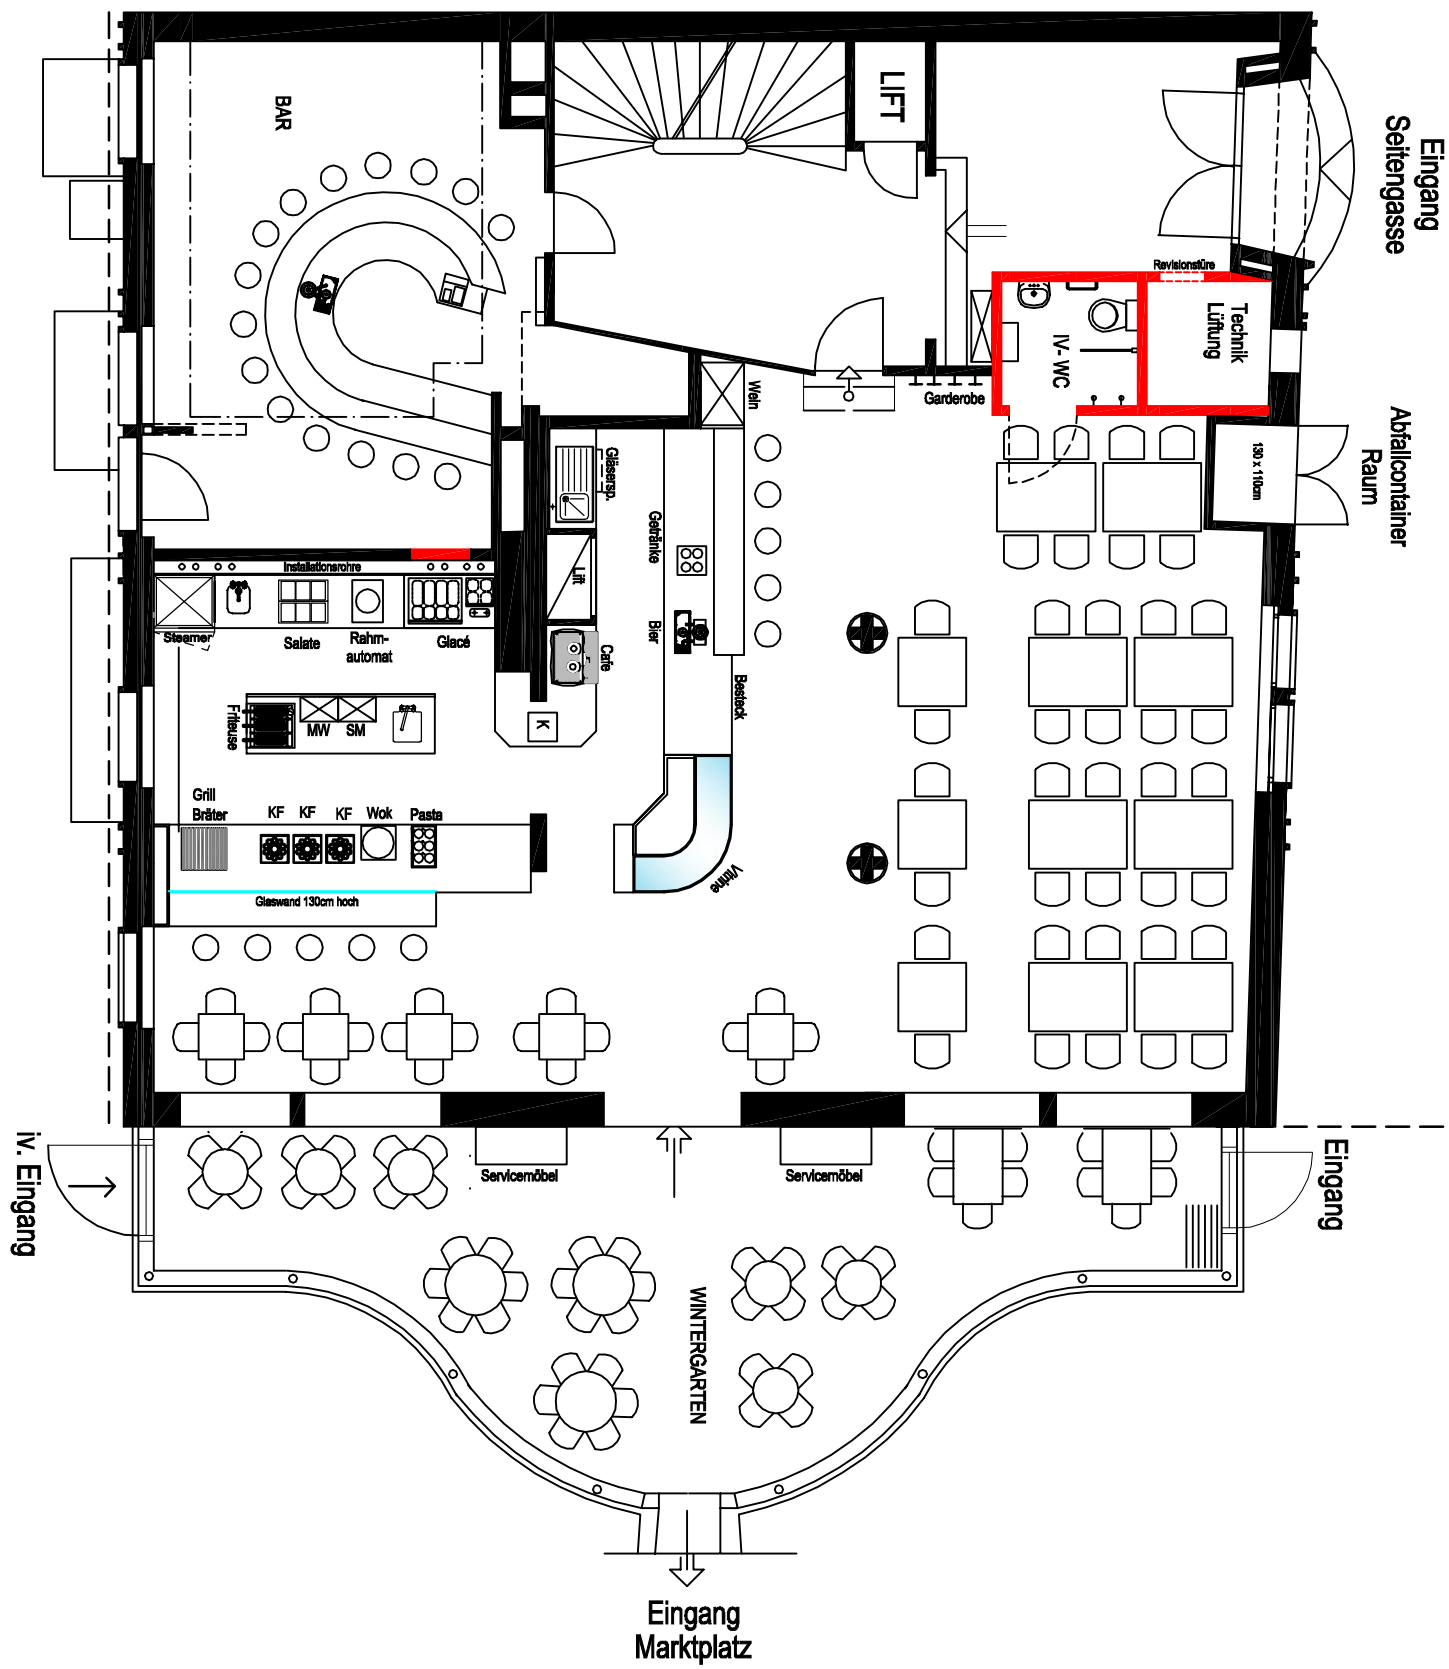 BAR
LIFT
Eingang
Seitengasse
Revisionstüre
Technik
Lüftung
IV- WC
Garderobe
Wein
Abfallcontainer
Raum
130 x 110cm
Gläsersp.
Getränke
Lift
Installationsrohre
Steamer
Salate
Rahm-
automat
Glacé
Bier
Cafe
Besteck
K
Friteuse
MW
SM
Grill
Bräter
KF
KF
KF
Wok
Pasta
Vitrine
Glaswand 130cm hoch
iv. Eingang
Servicemöbel
Servicemöbel
Eingang
WINTERGARTEN
Eingang
Marktplatz